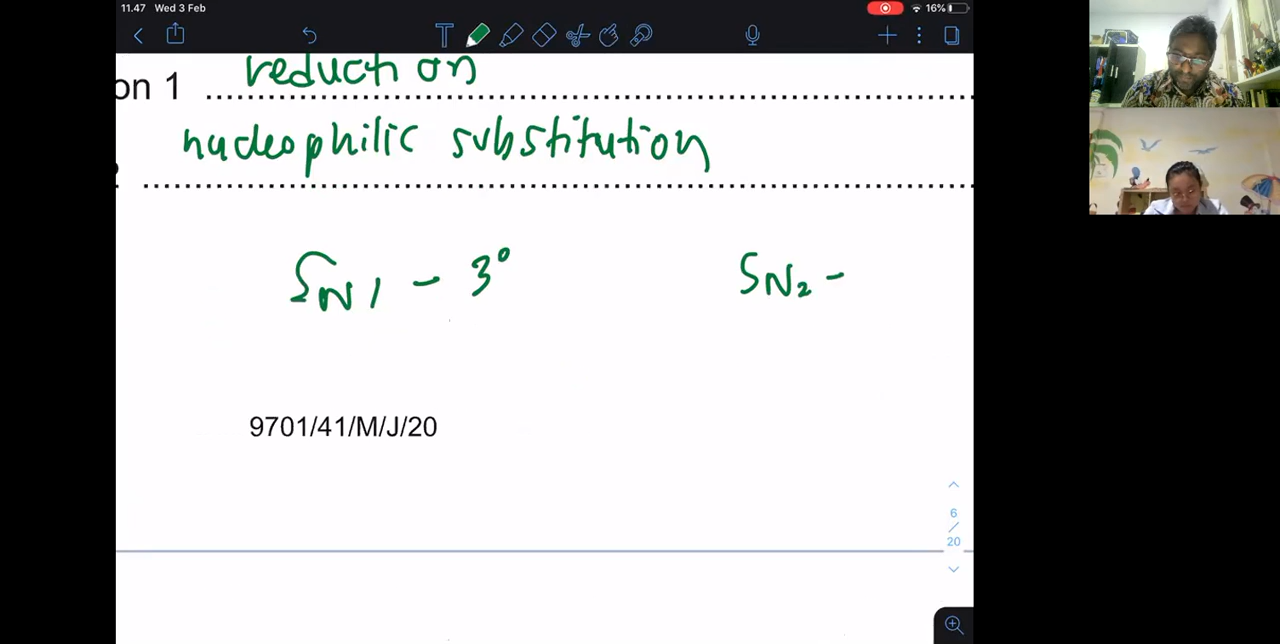 11.47 Wed 3 Feb
16%
T
reduction
on 1
nucleophilic substitution
SN1 - 3°
SN2 -
9701/41/M/J/20
6
/
20